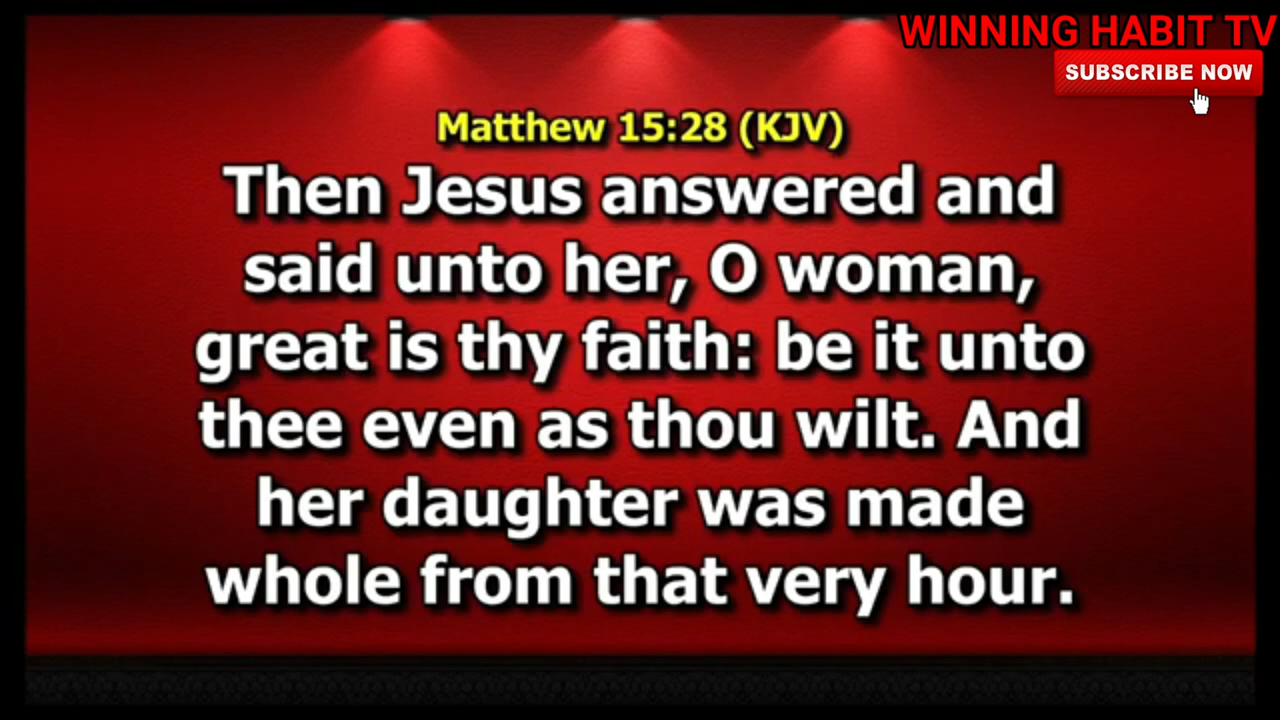 WINNING HABIT TV
SUBSCRIBE NOW
Matthew 15:28 (KJV)
Then Jesus answered and
said unto her, O woman,
great is thy faith: be it unto
thee even as thou wilt. And
her daughter was made
whole from that very hour.